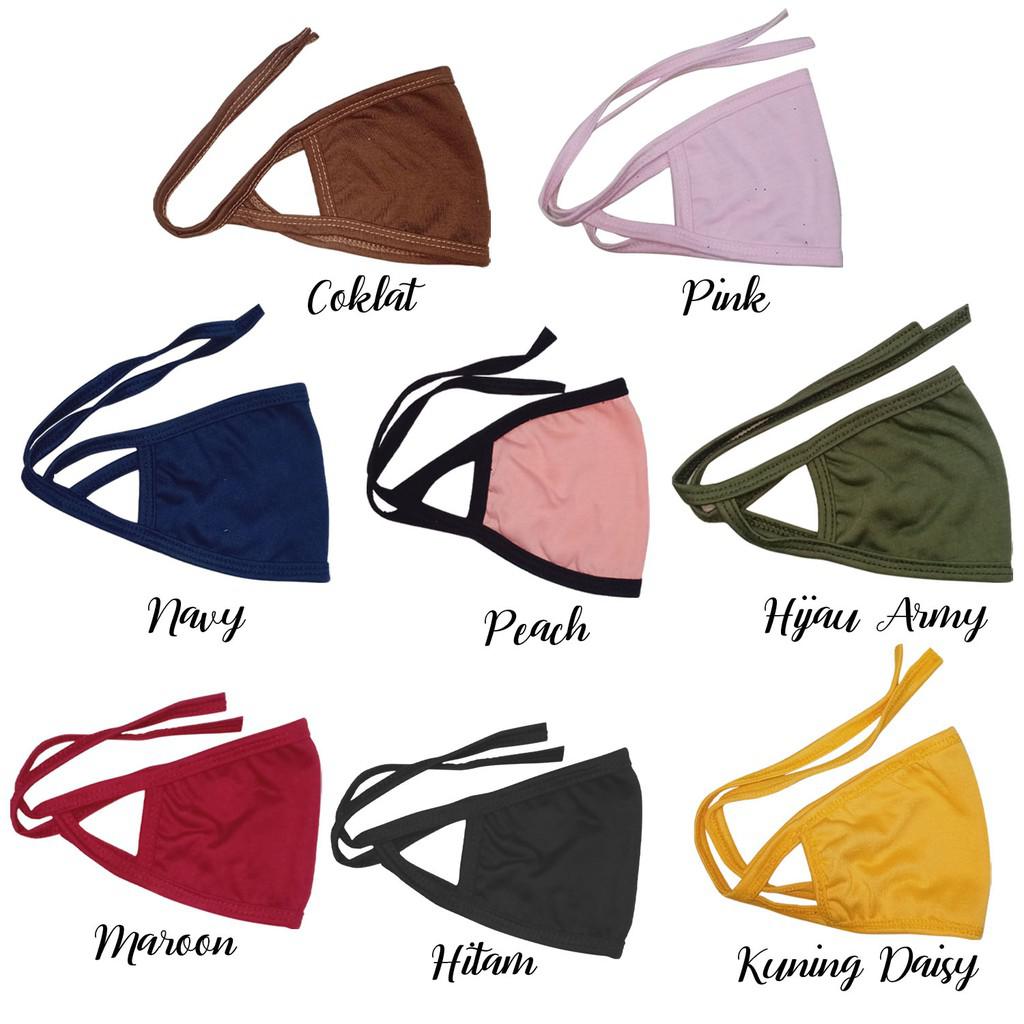 Coklat
Pink
Navy
Peach
Hijau Army
Maroon
Hitam
Kuning Daisy